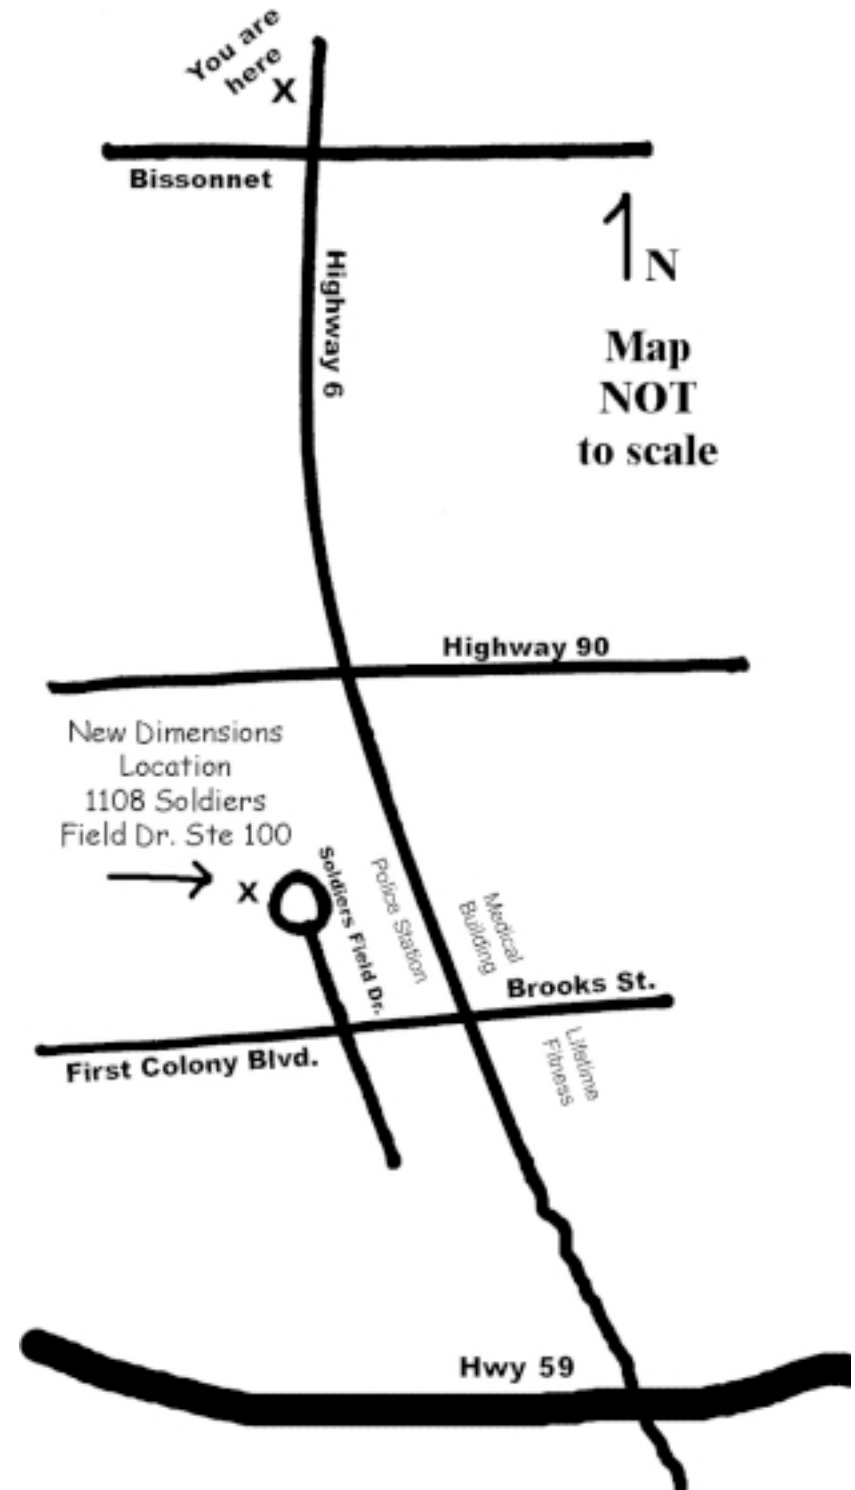 You are
here
X
Bissonnet
Highway 6
N
Map
NOT
to scale
Highway 90
New Dimensions
Location
1108 Soldiers
Field Dr. Ste 100
X
Soldiers Field Dr.
Police Station
Medical
Building
Brooks St.
First Colony Blvd.
Lifetime
Fitness
Hwy 59